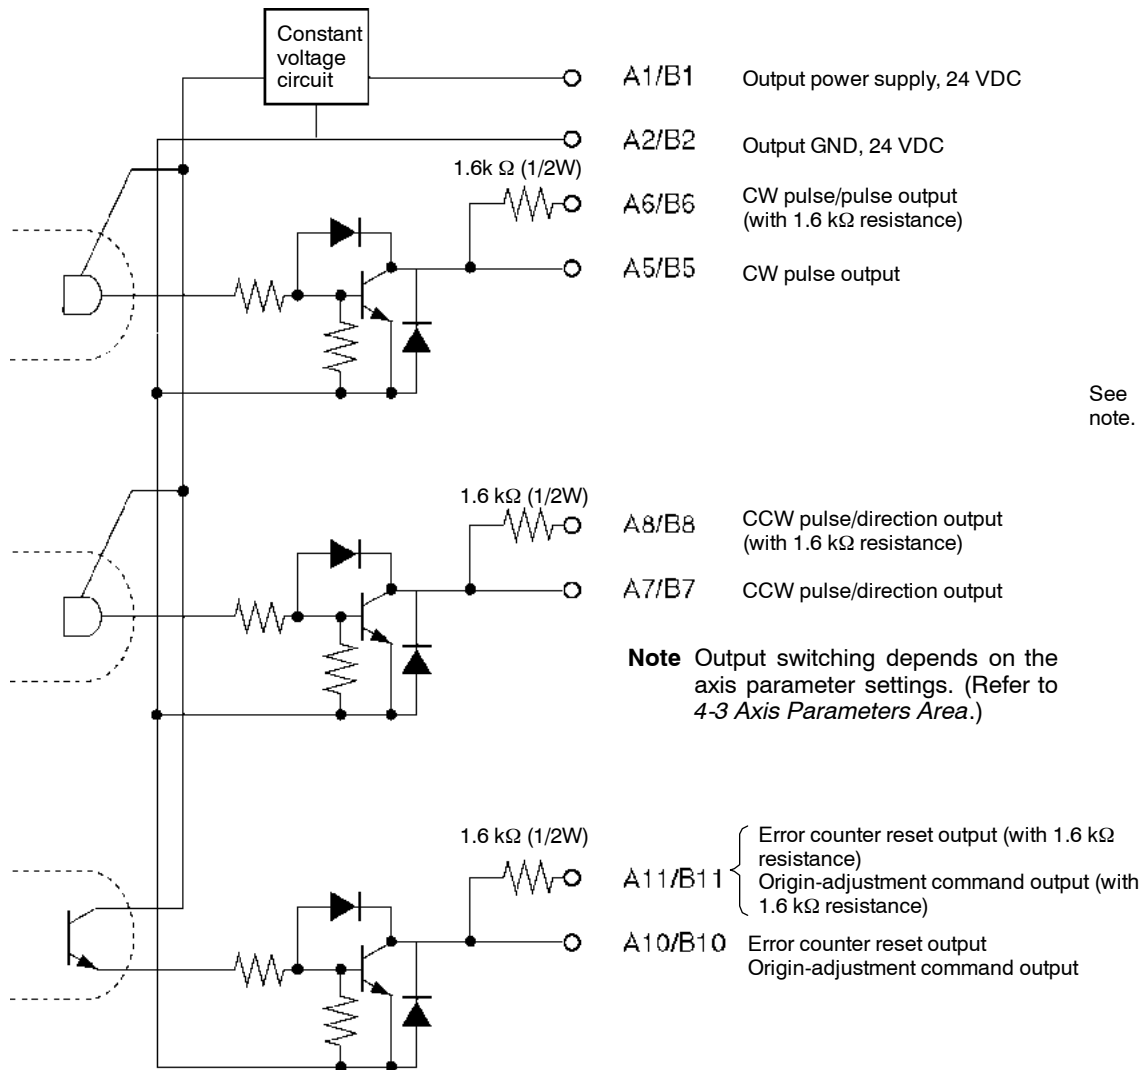 Constant
voltage
circuit
A1/B1 Output power supply, 24 VDC
A2/B2 Output GND, 24 VDC
1.6k Ω (1/2W)
A6/B6 CW pulse/pulse output
(with 1.6 kΩ resistance)
A5/B5 CW pulse output
See
note.
1.6 kΩ (1/2W)
A8/B8 CCW pulse/direction output
(with 1.6 kΩ resistance)
A7/B7 CCW pulse/direction output
Note Output switching depends on the
axis parameter settings. (Refer to
4-3 Axis Parameters Area.)
1.6 kΩ (1/2W)
A11/B11 Error counter reset output (with 1.6 kΩ
resistance)
Origin-adjustment command output (with
1.6 kΩ resistance)
A10/B10 Error counter reset output
Origin-adjustment command output